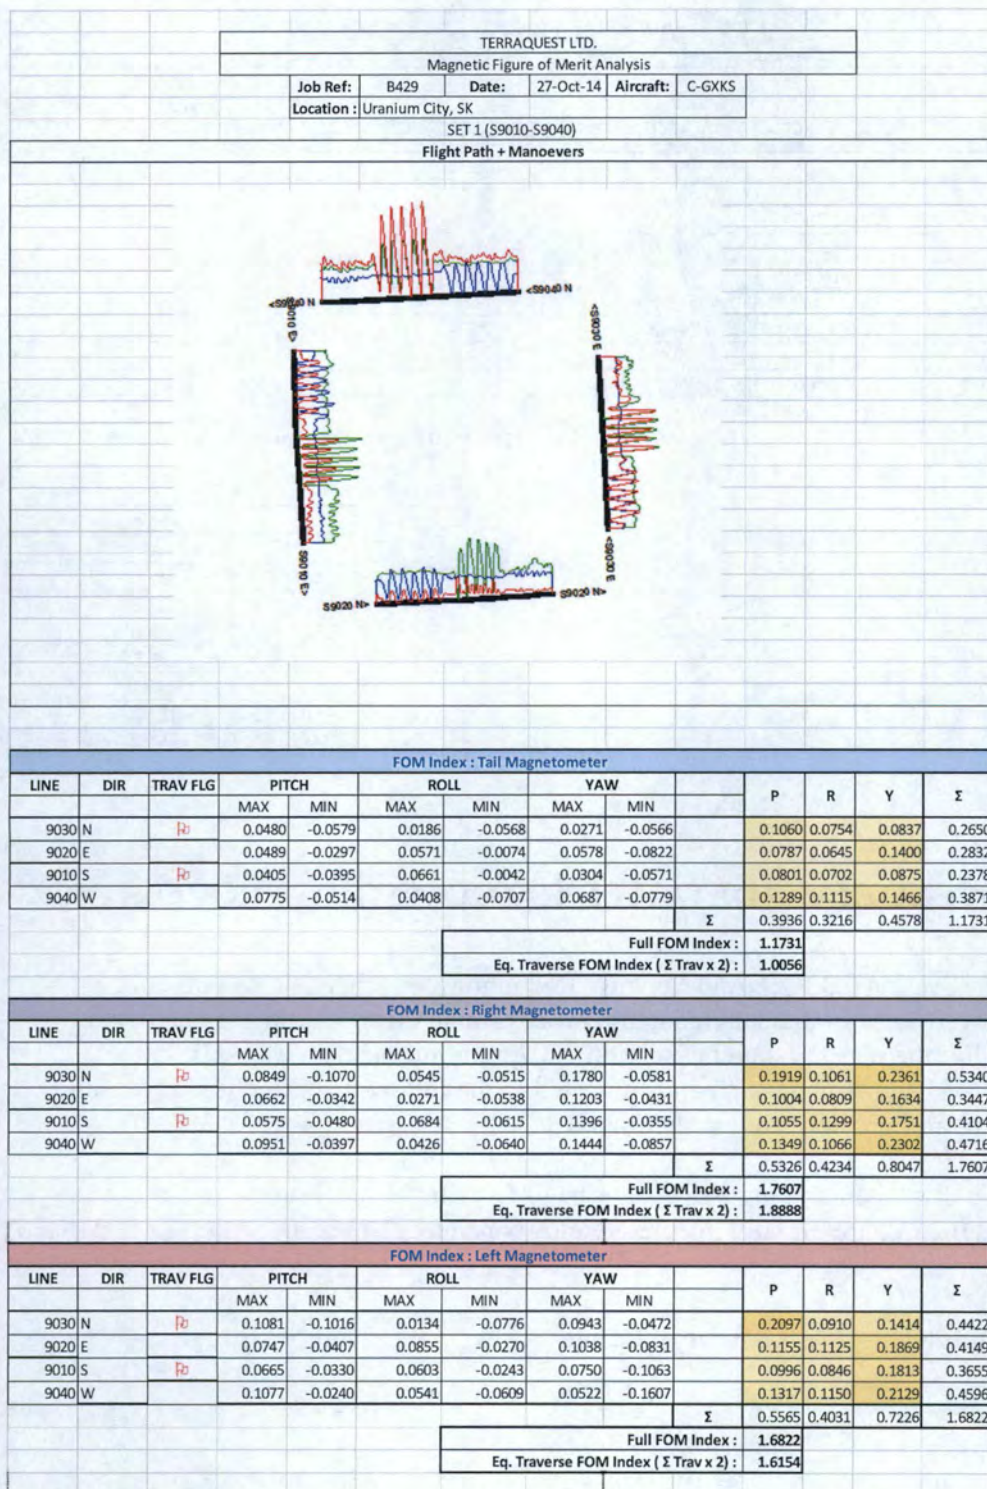 TERRAQUEST LTD.
Magnetic Figure of Merit Analysis
Job Ref: B429 Date: 27-Oct-14 Aircraft: C-GXKS
Location : Uranium City, SK
SET 1 (S9010-S9040)
Flight Path + Manoevers
<S9040 N
<S9040 N
S9010 E>
<S9030 E
S9010 E>
<S9030 E
S9020 N>
S9020 N>
FOM Index : Tail Magnetometer
LINE DIR TRAV FLG PITCH ROLL YAW P R Y Σ
MAX MIN MAX MIN MAX MIN
9030 N 0.0480 -0.0579 0.0186 -0.0568 0.0271 -0.0566 0.1060 0.0754 0.0837 0.2650
9020 E 0.0489 -0.0297 0.0571 -0.0074 0.0578 -0.0822 0.0787 0.0645 0.1400 0.2832
9010 S 0.0405 -0.0395 0.0661 -0.0042 0.0304 -0.0571 0.0801 0.0702 0.0875 0.2378
9040 W 0.0775 -0.0514 0.0408 -0.0707 0.0687 -0.0779 0.1289 0.1115 0.1466 0.3871
Σ 0.3936 0.3216 0.4578 1.1731
Full FOM Index : 1.1731
Eq. Traverse FOM Index ( Σ Trav x 2) : 1.0056
FOM Index : Right Magnetometer
LINE DIR TRAV FLG PITCH ROLL YAW P R Y Σ
MAX MIN MAX MIN MAX MIN
9030 N 0.0849 -0.1070 0.0545 -0.0515 0.1780 -0.0581 0.1919 0.1061 0.2361 0.5340
9020 E 0.0662 -0.0342 0.0271 -0.0538 0.1203 -0.0431 0.1004 0.0809 0.1634 0.3447
9010 S 0.0575 -0.0480 0.0684 -0.0615 0.1396 -0.0355 0.1055 0.1299 0.1751 0.4104
9040 W 0.0951 -0.0397 0.0426 -0.0640 0.1444 -0.0857 0.1349 0.1066 0.2302 0.4716
Σ 0.5326 0.4234 0.8047 1.7607
Full FOM Index : 1.7607
Eq. Traverse FOM Index ( Σ Trav x 2) : 1.8888
FOM Index : Left Magnetometer
LINE DIR TRAV FLG PITCH ROLL YAW P R Y Σ
MAX MIN MAX MIN MAX MIN
9030 N 0.1081 -0.1016 0.0134 -0.0776 0.0943 -0.0472 0.2097 0.0910 0.1414 0.4422
9020 E 0.0747 -0.0407 0.0855 -0.0270 0.1038 -0.0831 0.1155 0.1125 0.1869 0.4149
9010 S 0.0665 -0.0330 0.0603 -0.0243 0.0750 -0.1063 0.0996 0.0846 0.1813 0.3655
9040 W 0.1077 -0.0240 0.0541 -0.0609 0.0522 -0.1607 0.1317 0.1150 0.2129 0.4596
Σ 0.5565 0.4031 0.7226 1.6822
Full FOM Index : 1.6822
Eq. Traverse FOM Index ( Σ Trav x 2) : 1.6154